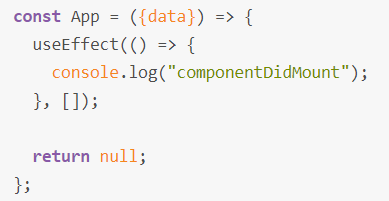 const App = ({data}) => {
  useEffect(() => {
    console.log("componentDidMount");
  }, []);

  return null;
};